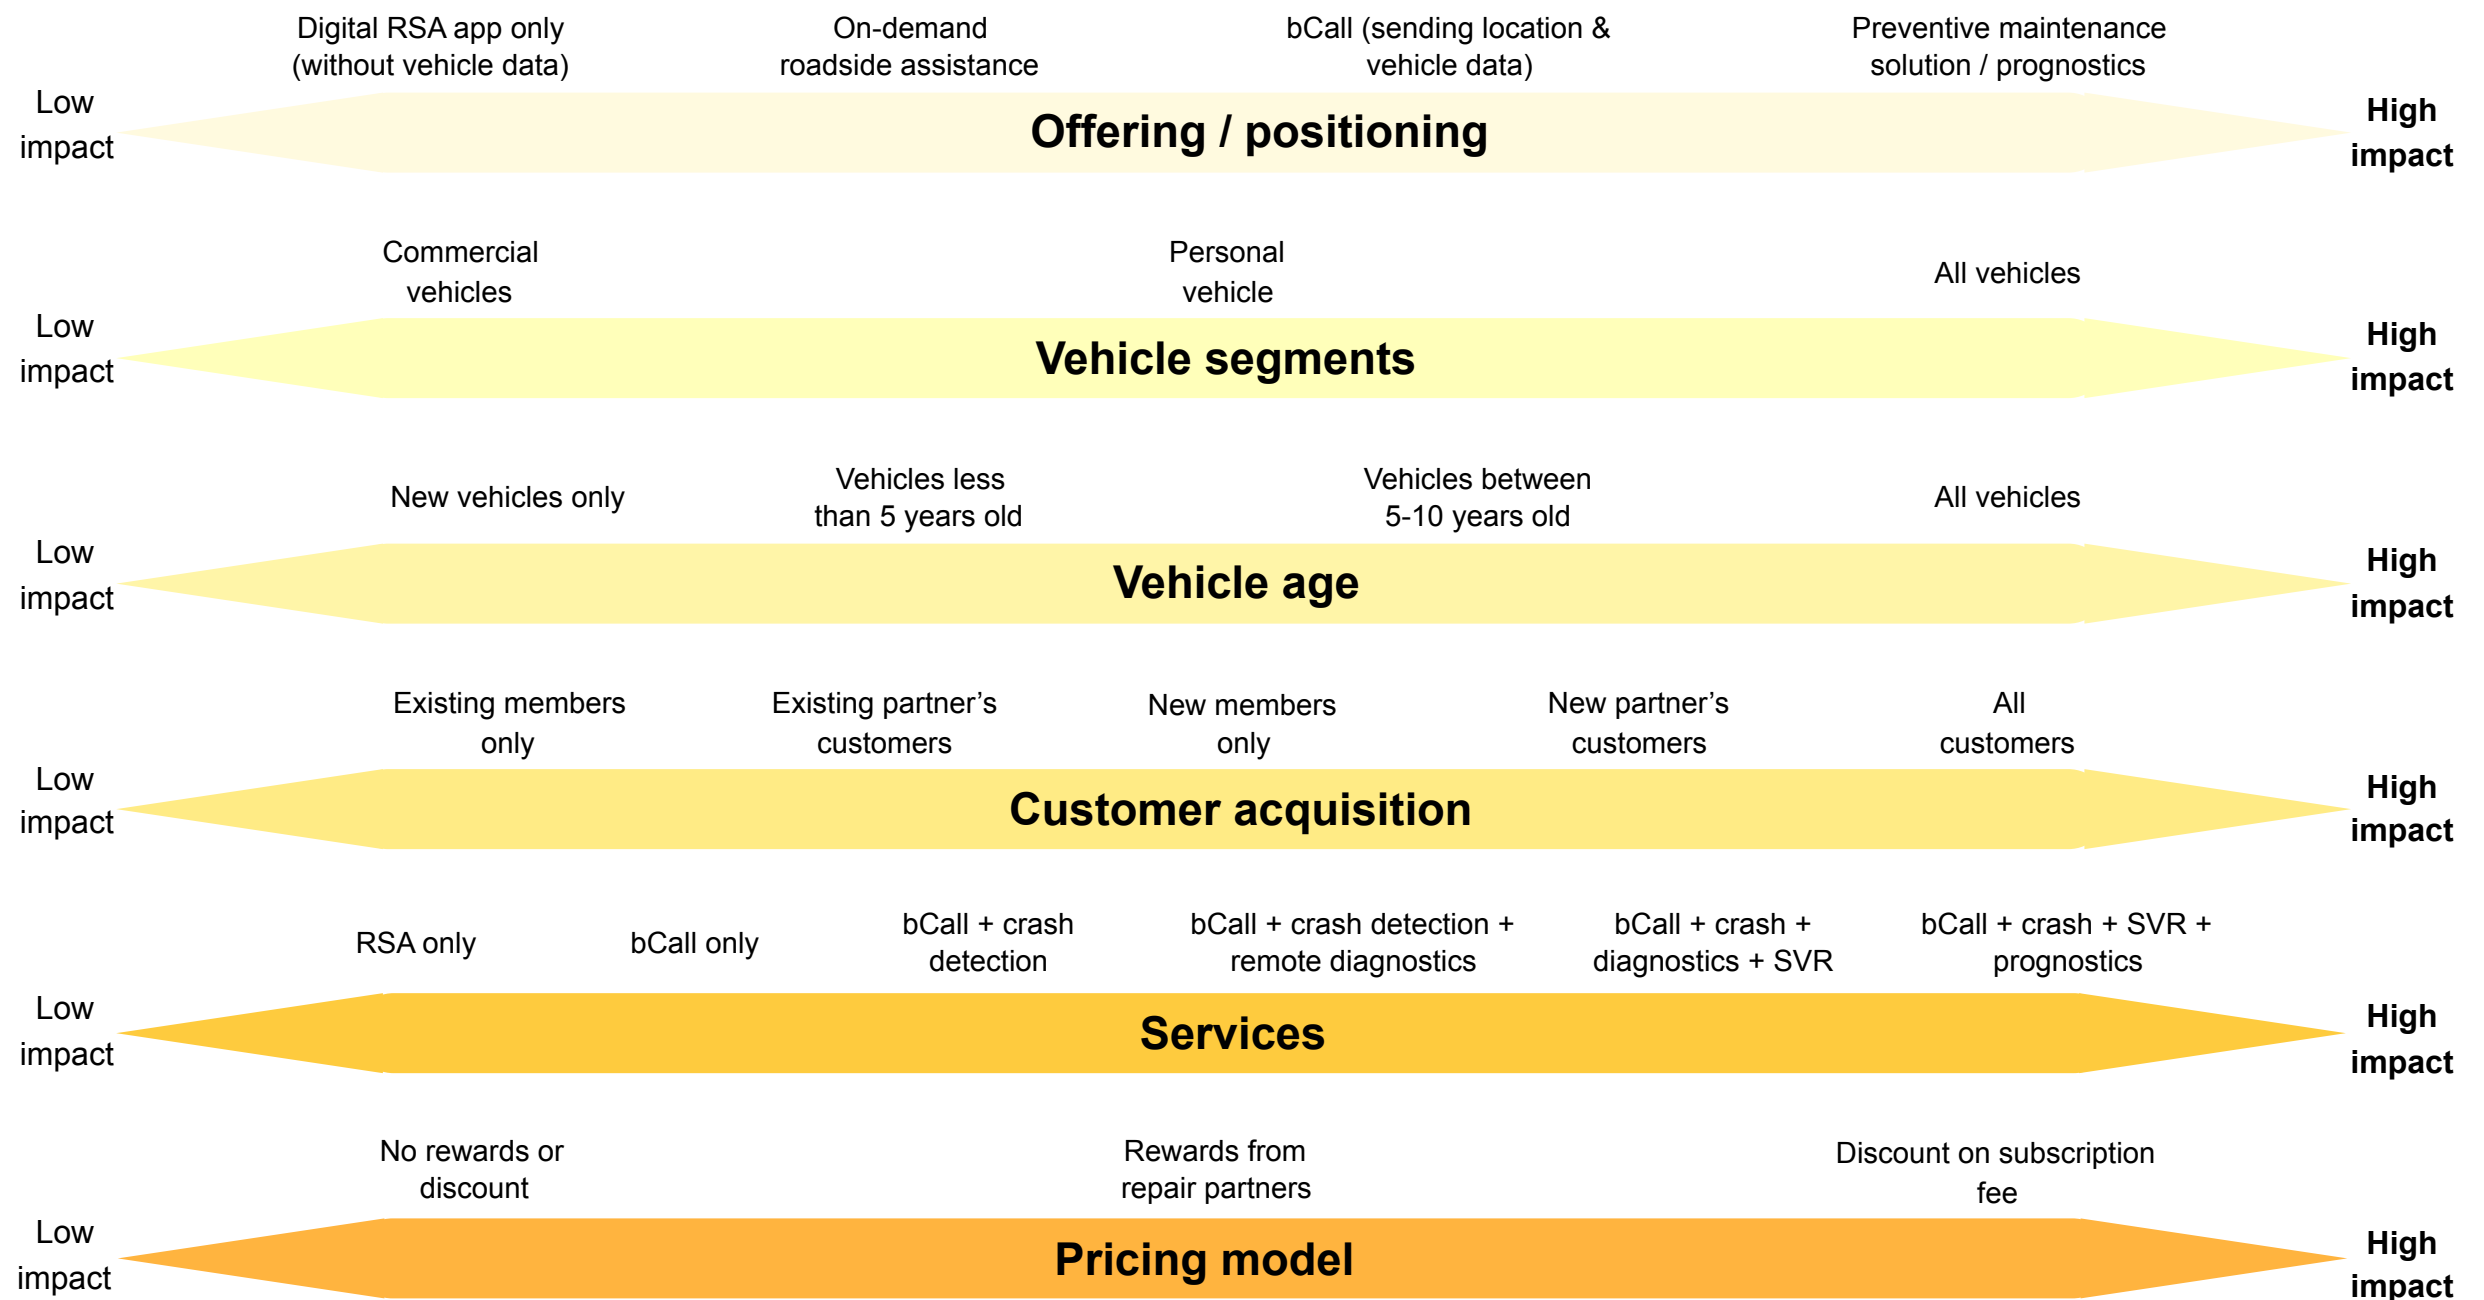 Digital RSA app only
(without vehicle data)
On-demand
roadside assistance
bCall (sending location &
vehicle data)
Preventive maintenance
solution / prognostics
Low
impact
Offering / positioning
High
impact
Commercial
vehicles
Personal
vehicle
All vehicles
Low
impact
Vehicle segments
High
impact
New vehicles only
Vehicles less
than 5 years old
Vehicles between
5-10 years old
All vehicles
Low
impact
Vehicle age
High
impact
Existing members
only
Existing partner’s
customers
New members
only
New partner’s
customers
All
customers
Low
impact
Customer acquisition
High
impact
RSA only
bCall only
bCall + crash
detection
bCall + crash detection +
remote diagnostics
bCall + crash +
diagnostics + SVR
bCall + crash + SVR +
prognostics
Low
impact
Services
High
impact
No rewards or
discount
Rewards from
repair partners
Discount on subscription
fee
Low
impact
Pricing model
High
impact